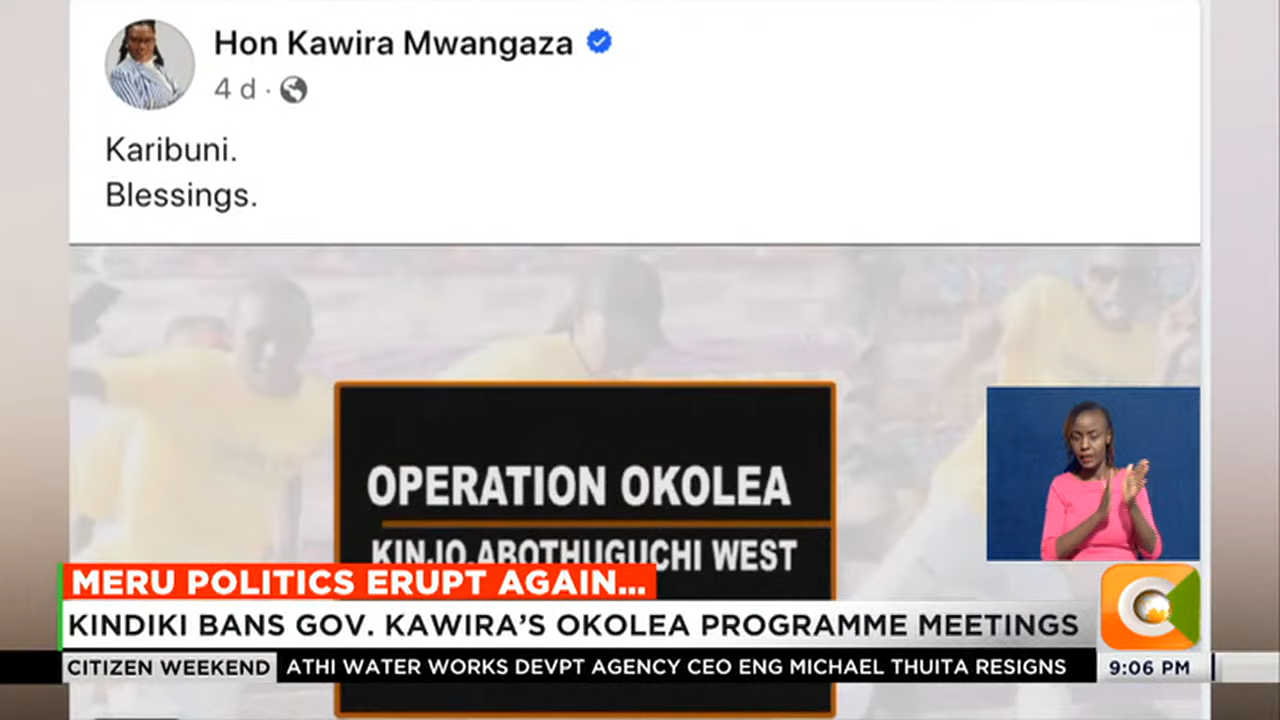 Hon Kawira Mwangaza
4 d ·
Karibuni.
Blessings.
OPERATION OKOLEA
KINJO, ABOTHUGUCHI WEST
MERU POLITICS ERUPT AGAIN...
KINDIKI BANS GOV. KAWIRA'S OKOLEA PROGRAMME MEETINGS
CITIZEN WEEKEND ATHI WATER WORKS DEVPT AGENCY CEO ENG MICHAEL THUITA RESIGNS 9:06 PM